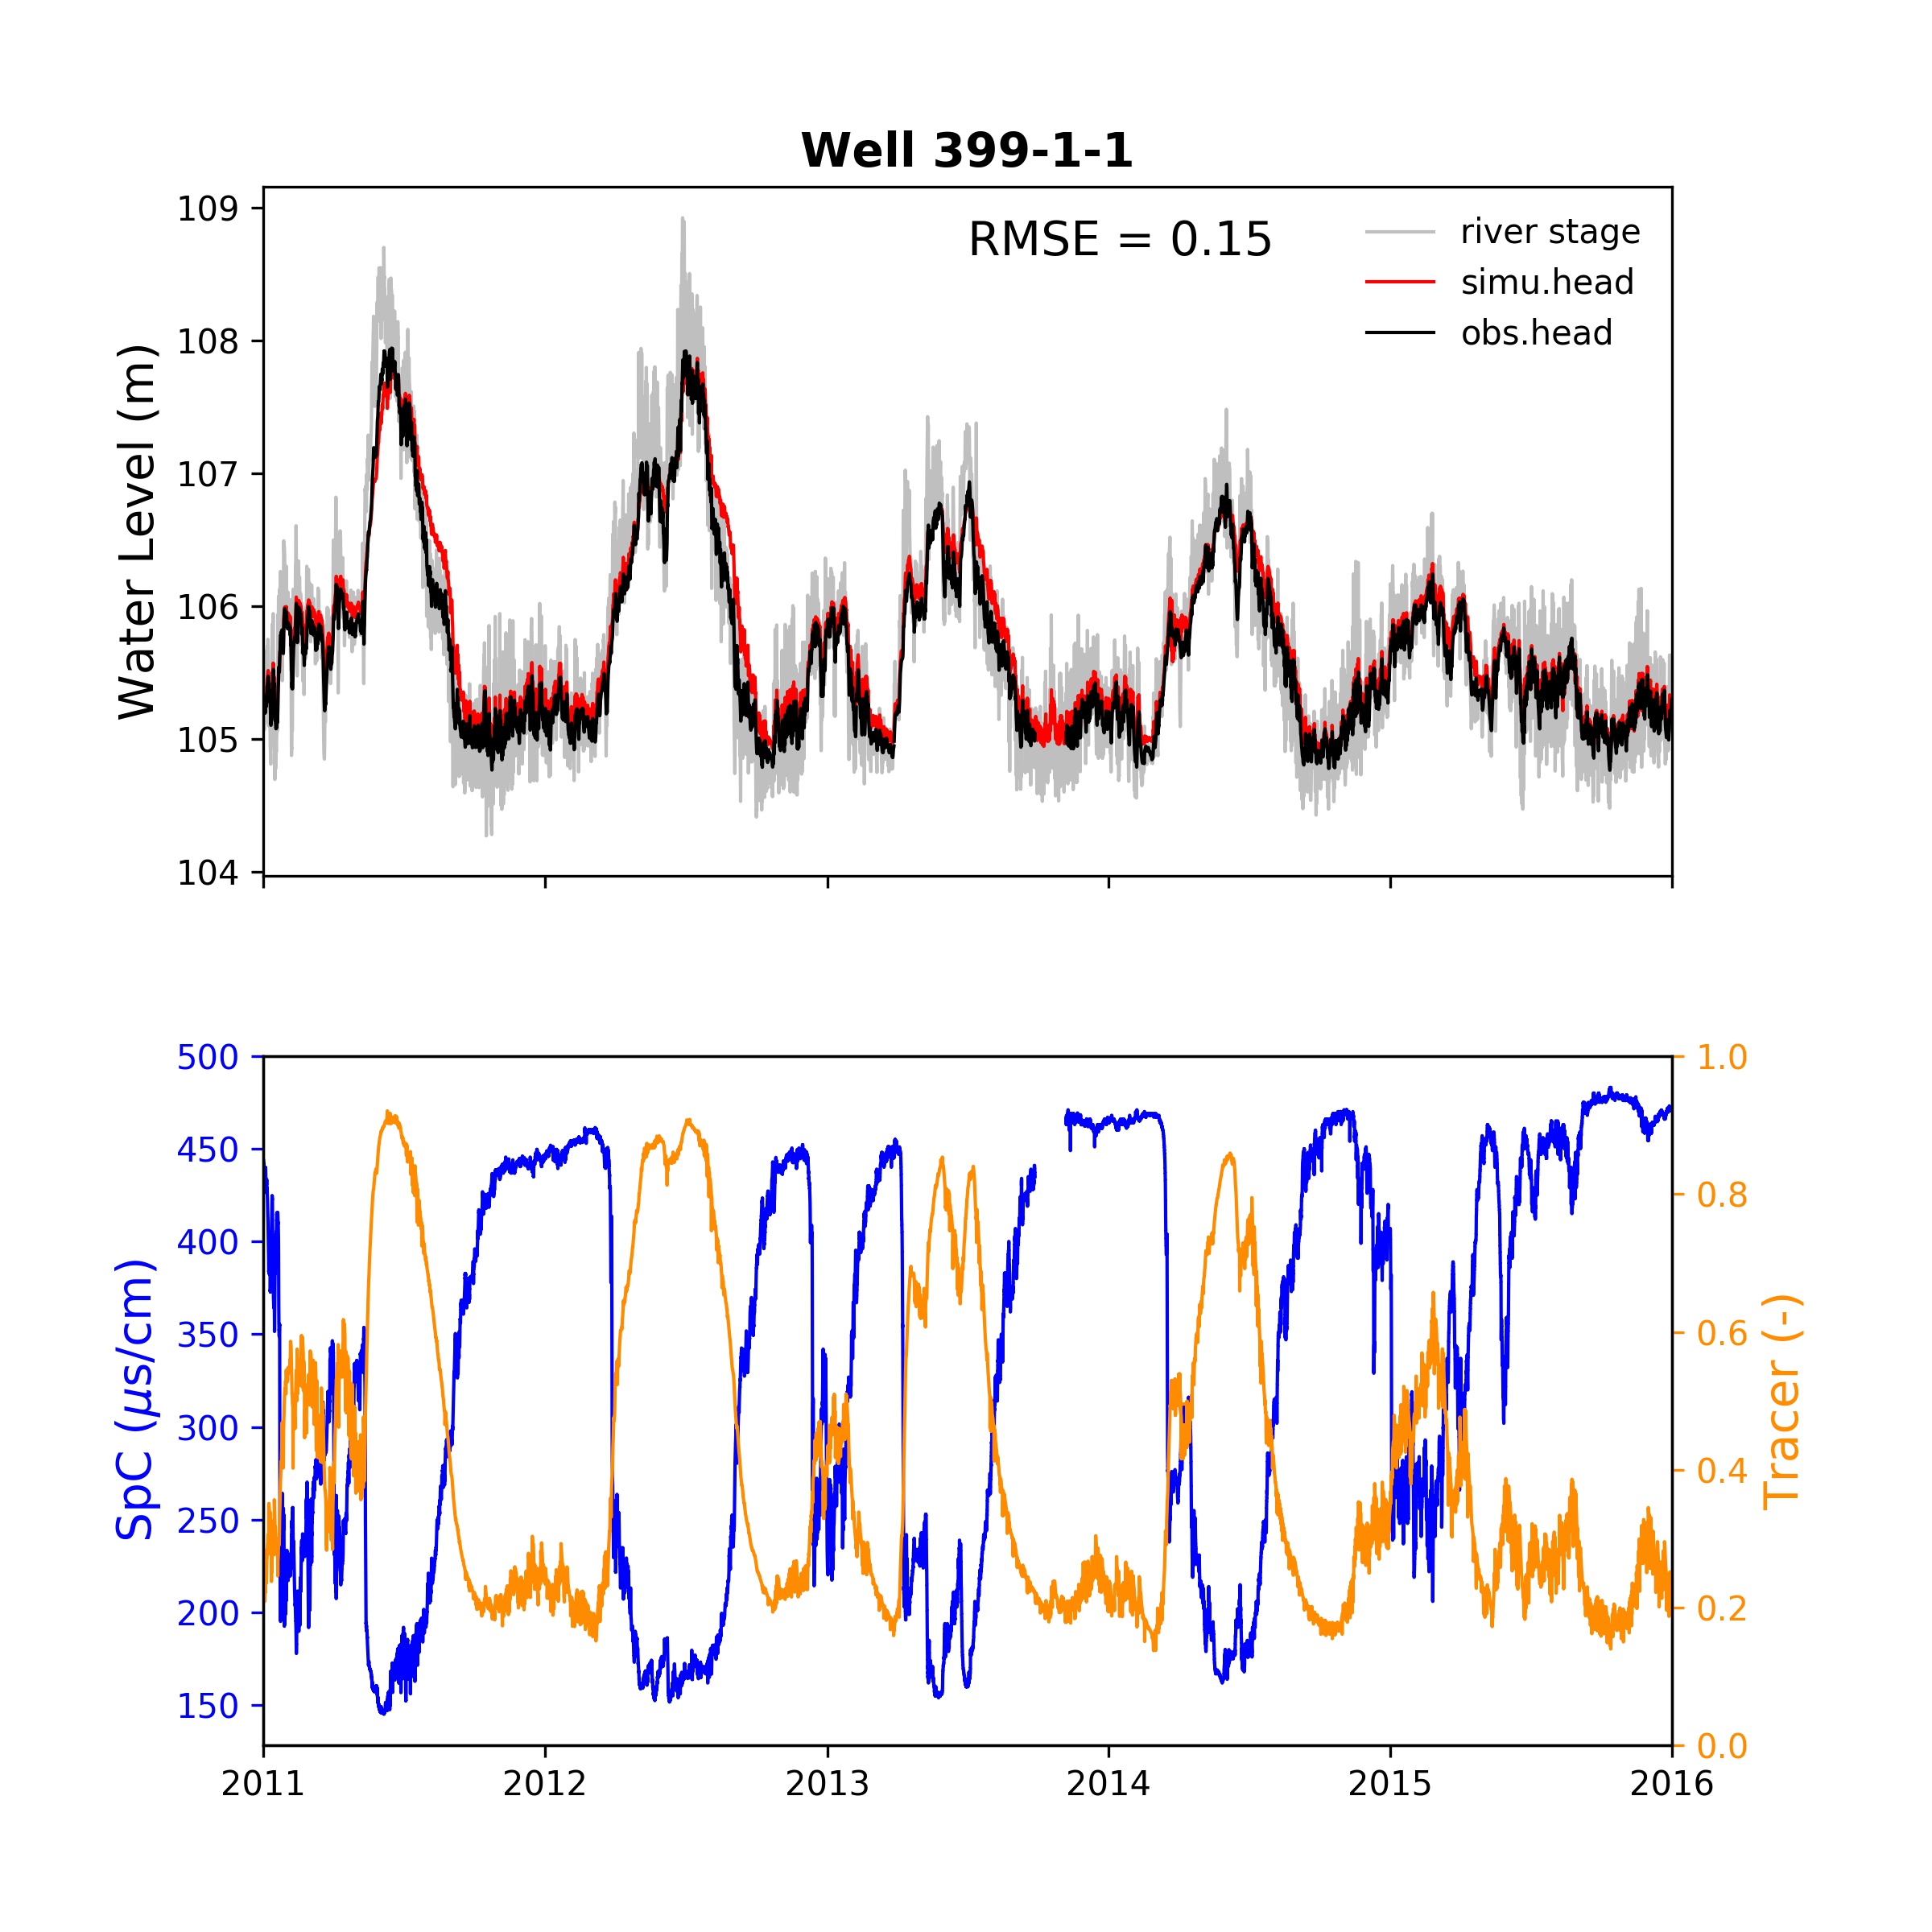 Well 399-1-1
109
108
107
106
105
104
Water Level (m)
RMSE = 0.15
river stage
simu.head
obs.head
500
450
400
350
300
250
200
150
SpC (μs/cm)
1.0
0.8
0.6
0.4
0.2
0.0
Tracer (-)
2011 2012 2013 2014 2015 2016